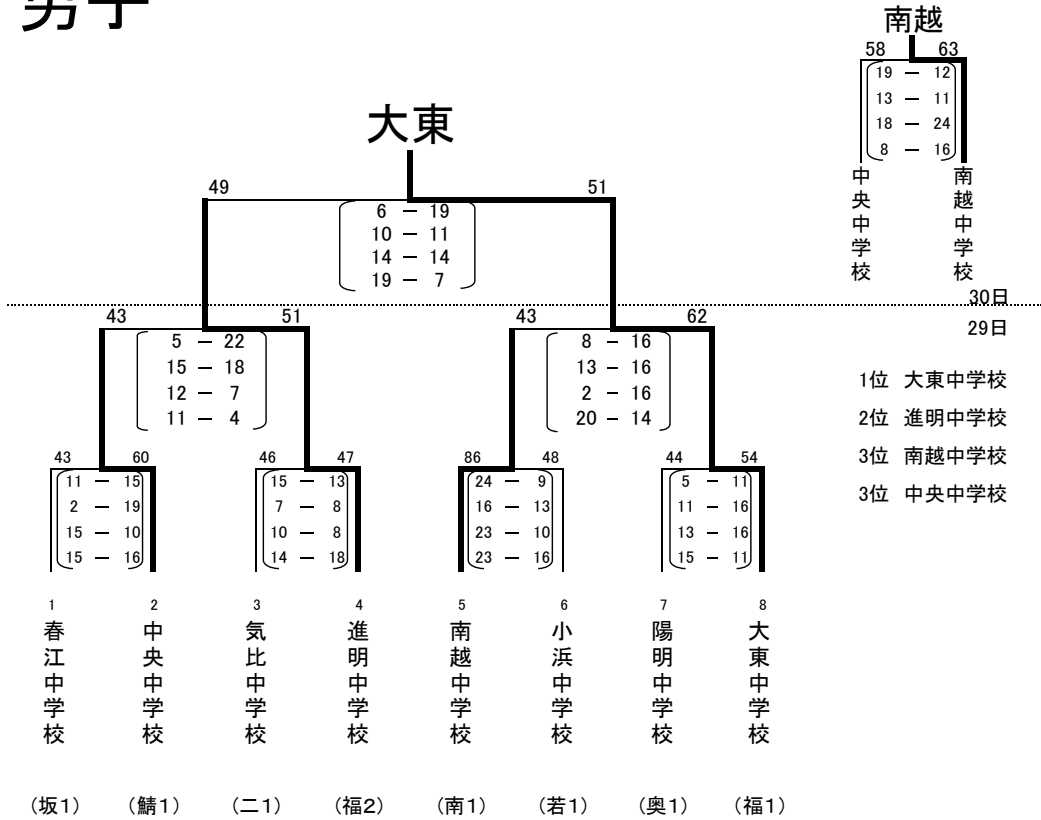 男子
南越
58 63
19 － 12
13 － 11
18 － 24
8 － 16
中央中学校
南越中学校
大東
49 51
6 － 19
10 － 11
14 － 14
19 － 7
30日
29日
43 51
5 － 22
15 － 18
12 － 7
11 － 4
43 62
8 － 16
13 － 16
2 － 16
20 － 14
1位 大東中学校
2位 進明中学校
3位 南越中学校
3位 中央中学校
43 60
11 － 15
2 － 19
15 － 10
15 － 16
46 47
15 － 13
7 － 8
10 － 8
14 － 18
86 48
24 － 9
16 － 13
23 － 10
23 － 16
44 54
5 － 11
11 － 16
13 － 16
15 － 11
1 2 3 4 5 6 7 8
春江中学校
中央中学校
気比中学校
進明中学校
南越中学校
小浜中学校
陽明中学校
大東中学校
（坂1） （鯖1） （二1） （福2） （南1） （若1） （奥1） （福1）